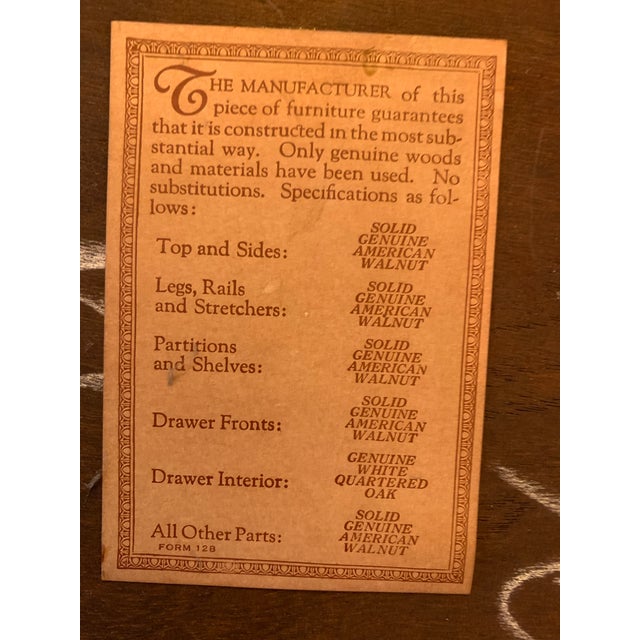 THE MANUFACTURER of this
piece of furniture guarantees
that it is constructed in the most sub-
stantial way. Only genuine woods
and materials have been used. No
substitutions. Specifications as fol-
lows:
Top and Sides:
SOLID
GENUINE
AMERICAN
WALNUT
Legs, Rails
and Stretchers:
SOLID
GENUINE
AMERICAN
WALNUT
Partitions
and Shelves:
SOLID
GENUINE
AMERICAN
WALNUT
Drawer Fronts:
SOLID
GENUINE
AMERICAN
WALNUT
Drawer Interior:
GENUINE
WHITE
QUARTERED
OAK
All Other Parts:
SOLID
GENUINE
AMERICAN
WALNUT
FORM 128